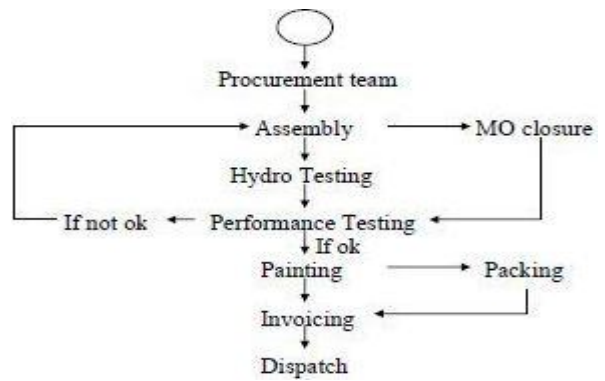 Procurement team
Assembly
MO closure
Hydro Testing
If not ok
Performance Testing
If ok
Painting
Packing
Invoicing
Dispatch